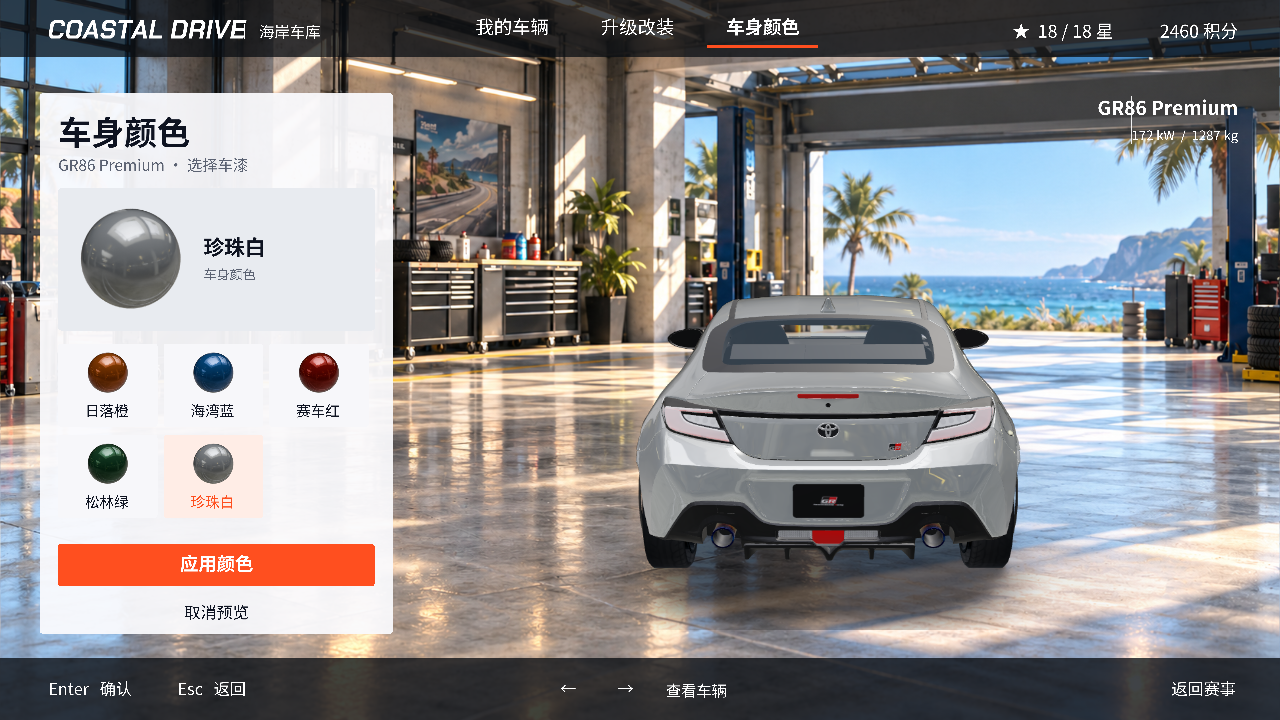 COASTAL DRIVE 海岸车库
我的车辆 升级改装 车身颜色
★ 18 / 18 星 2460 积分
GR86 Premium
172 kW / 1287 kg
车身颜色
GR86 Premium · 选择车漆
珍珠白
车身颜色
日落橙 海湾蓝 赛车红
松林绿 珍珠白
应用颜色
取消预览
GR
Enter 确认 Esc 返回 ← → 查看车辆 返回赛事